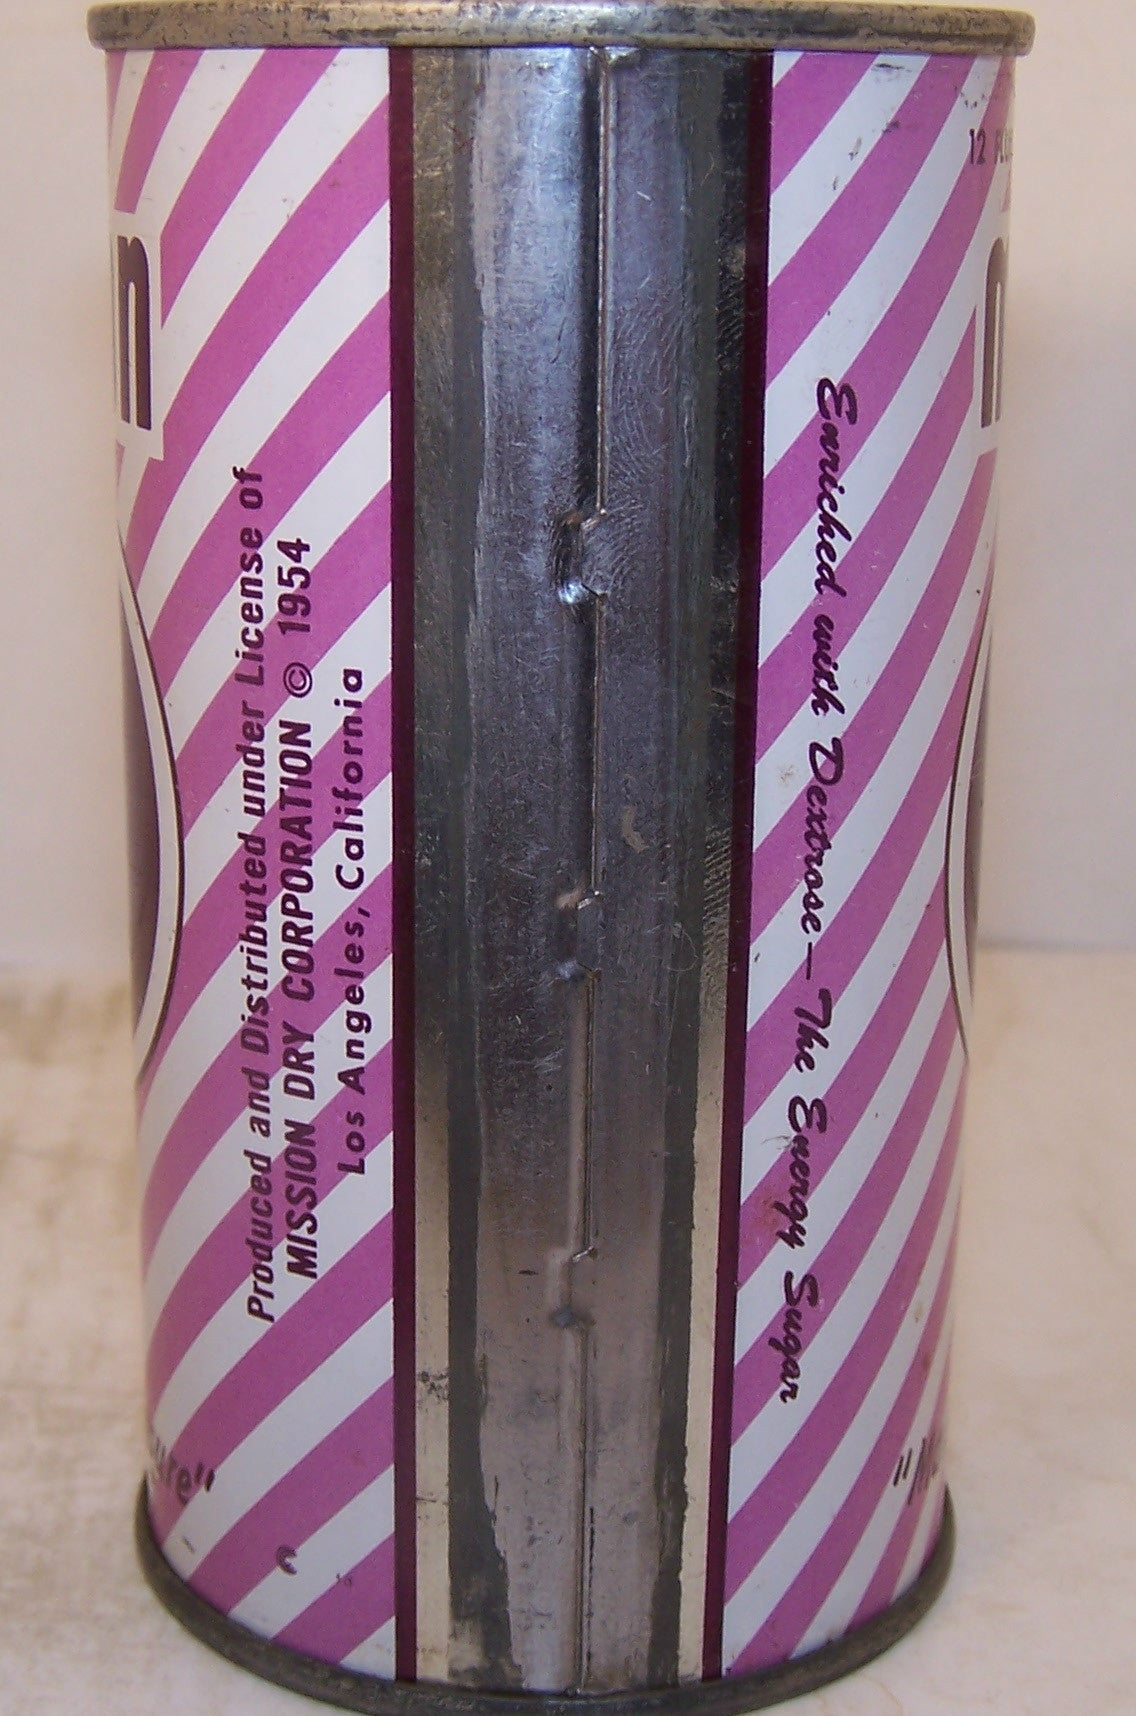 Produced and Distributed under License of
MISSION DRY CORPORATION © 1954
Los Angeles, California
Enriched with Dextrose—The Energy Sugar
12
n
n
c